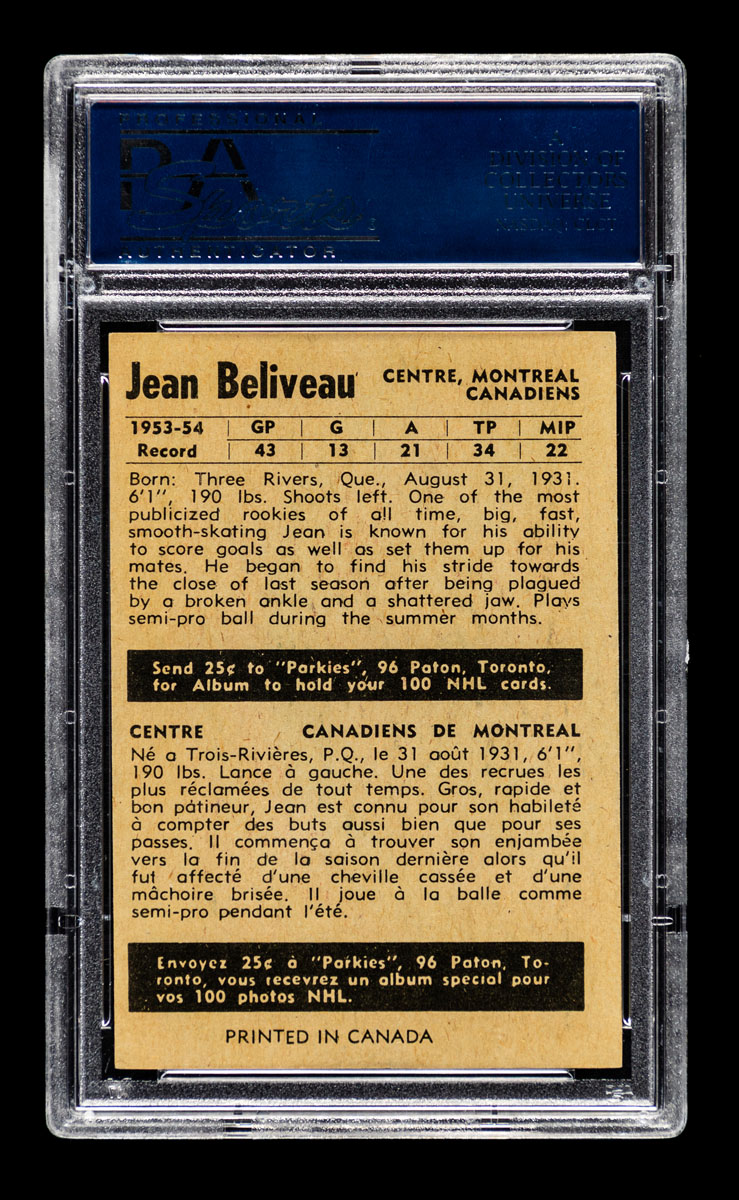 PROFESSIONAL
PSA
Sports
AUTHENTICATOR
A
DIVISION OF
COLLECTORS
UNIVERSE
NASDAQ: CLCT
Jean Beliveau
CENTRE, MONTREAL
CANADIENS
1953-54 | GP | G | A | TP | MIP
Record | 43 | 13 | 21 | 34 | 22
Born: Three Rivers, Que., August 31, 1931.
6'1", 190 lbs. Shoots left. One of the most
publicized rookies of all time, big, fast,
smooth-skating Jean is known for his ability
to score goals as well as set them up for his
mates. He began to find his stride towards
the close of last season after being plagued
by a broken ankle and a shattered jaw. Plays
semi-pro ball during the summer months.
Send 25¢ to "Parkies", 96 Paton, Toronto,
for Album to hold your 100 NHL cards.
CENTRE CANADIENS DE MONTREAL
Né a Trois-Rivières, P.Q., le 31 août 1931, 6'1",
190 lbs. Lance à gauche. Une des recrues les
plus réclamées de tout temps. Gros, rapide et
bon pâtineur, Jean est connu pour son habileté
à compter des buts aussi bien que pour ses
passes. Il commença à trouver son enjambée
vers la fin de la saison dernière alors qu'il
fut affecté d'une cheville cassée et d'une
mâchoire brisée. Il joue à la balle comme
semi-pro pendant l'été.
Envoyez 25¢ à "Parkies", 96 Paton, To-
ronto, vous recevrez un album special pour
vos 100 photos NHL.
PRINTED IN CANADA